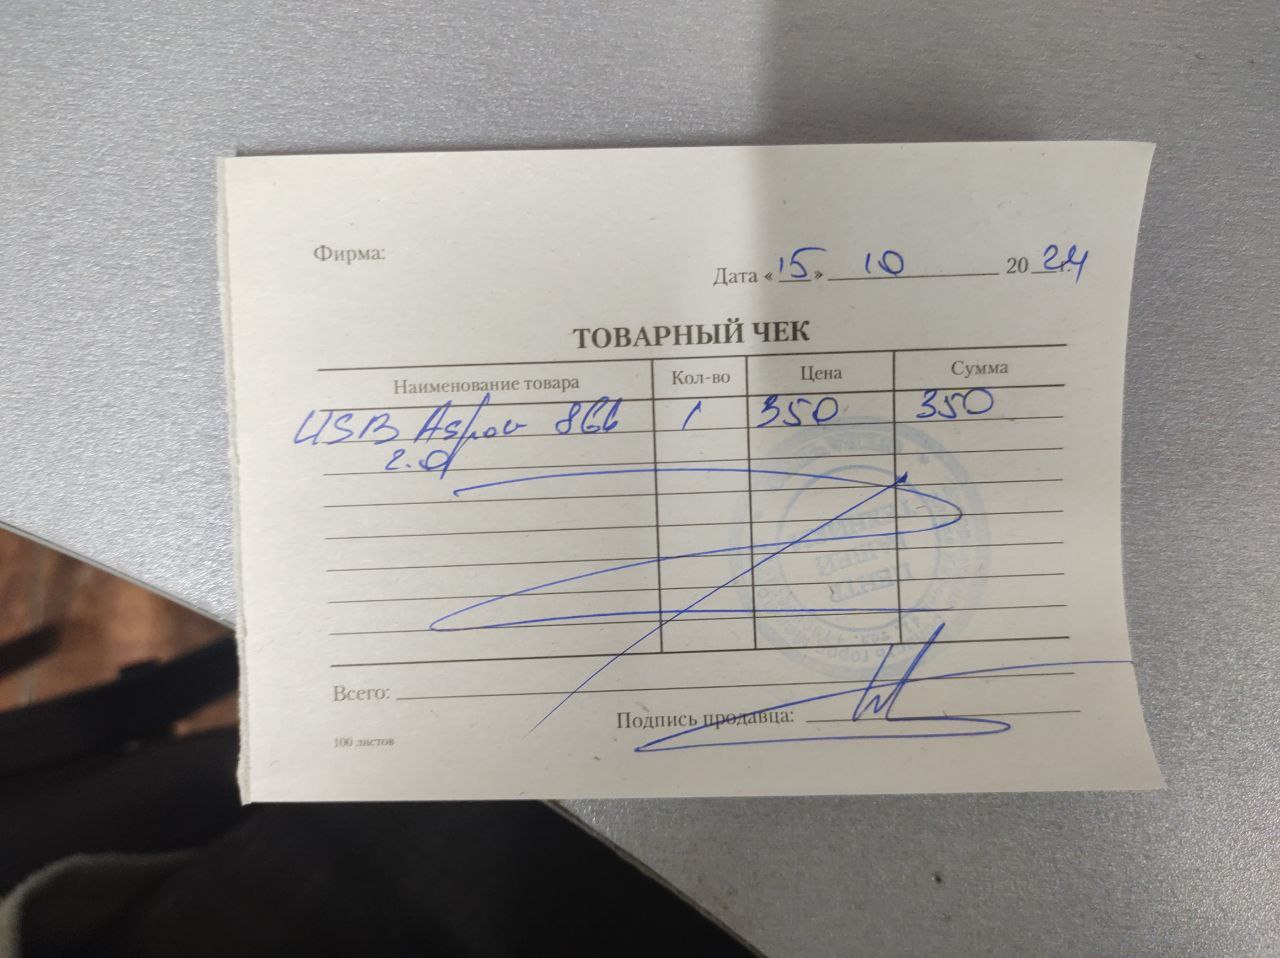 Фирма:
Дата «15» 10 2024 г.
ТОВАРНЫЙ ЧЕК
Наименование товара Кол-во Цена Сумма
USB Aspor 1 350 350
2.0
Всего:
Подпись продавца:
100 листов